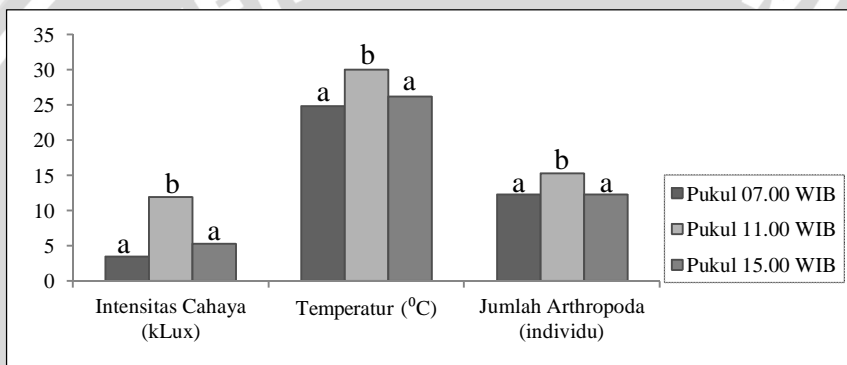 35
30
25
20
15
10
5
0
a
b
a
a
b
a
a
b
a
Intensitas Cahaya
(kLux)
Temperatur (⁰C)
Jumlah Arthropoda
(individu)
Pukul 07.00 WIB
Pukul 11.00 WIB
Pukul 15.00 WIB